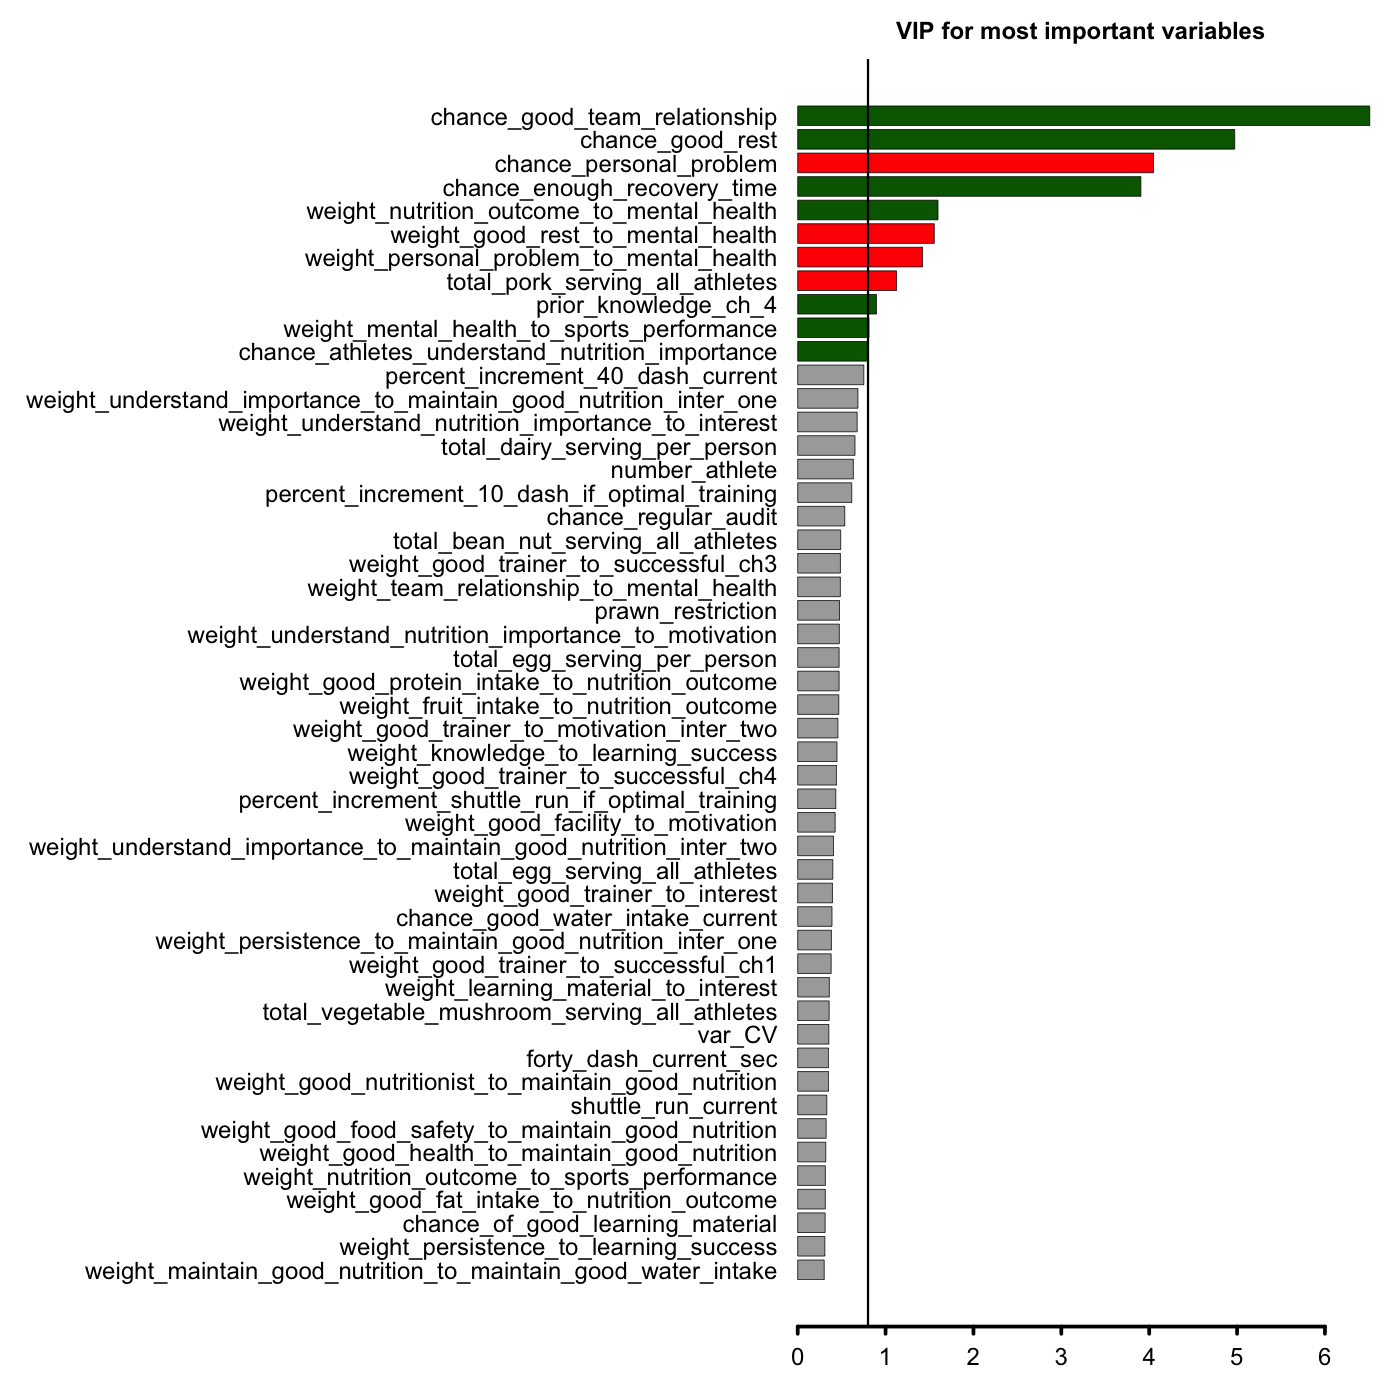 VIP for most important variables
chance_good_team_relationship
chance_good_rest
chance_personal_problem
chance_enough_recovery_time
weight_nutrition_outcome_to_mental_health
weight_good_rest_to_mental_health
weight_personal_problem_to_mental_health
total_pork_serving_all_athletes
prior_knowledge_ch_4
weight_mental_health_to_sports_performance
chance_athletes_understand_nutrition_importance
percent_increment_40_dash_current
weight_understand_importance_to_maintain_good_nutrition_inter_one
weight_understand_nutrition_importance_to_interest
total_dairy_serving_per_person
number_athlete
percent_increment_10_dash_if_optimal_training
chance_regular_audit
total_bean_nut_serving_all_athletes
weight_good_trainer_to_successful_ch3
weight_team_relationship_to_mental_health
prawn_restriction
weight_understand_nutrition_importance_to_motivation
total_egg_serving_per_person
weight_good_protein_intake_to_nutrition_outcome
weight_fruit_intake_to_nutrition_outcome
weight_good_trainer_to_motivation_inter_two
weight_knowledge_to_learning_success
weight_good_trainer_to_successful_ch4
percent_increment_shuttle_run_if_optimal_training
weight_good_facility_to_motivation
weight_understand_importance_to_maintain_good_nutrition_inter_two
total_egg_serving_all_athletes
weight_good_trainer_to_interest
chance_good_water_intake_current
weight_persistence_to_maintain_good_nutrition_inter_one
weight_good_trainer_to_successful_ch1
weight_learning_material_to_interest
total_vegetable_mushroom_serving_all_athletes
var_CV
forty_dash_current_sec
weight_good_nutritionist_to_maintain_good_nutrition
shuttle_run_current
weight_good_food_safety_to_maintain_good_nutrition
weight_good_health_to_maintain_good_nutrition
weight_nutrition_outcome_to_sports_performance
weight_good_fat_intake_to_nutrition_outcome
chance_of_good_learning_material
weight_persistence_to_learning_success
weight_maintain_good_nutrition_to_maintain_good_water_intake
0 1 2 3 4 5 6